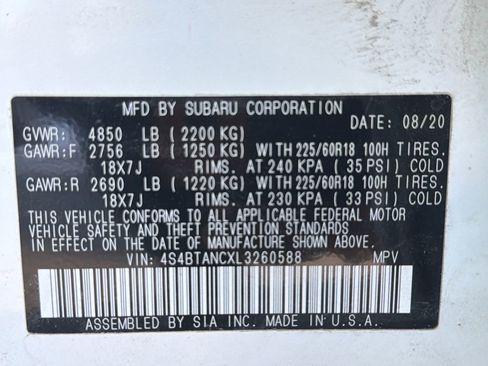 MFD BY SUBARU CORPORATION
DATE: 08/20
GVWR: 4850 LB (2200 KG)
GAWR:F 2756 LB (1250 KG) WITH 225/60R18 100H TIRES.
18X7J RIMS. AT 240 KPA (35 PSI) COLD
GAWR:R 2690 LB (1220 KG) WITH 225/60R18 100H TIRES.
18X7J RIMS. AT 230 KPA (33 PSI) COLD
THIS VEHICLE CONFORMS TO ALL APPLICABLE FEDERAL MOTOR
VEHICLE SAFETY AND THEFT PREVENTION STANDARDS
IN EFFECT ON DATE OF MANUFACTURE SHOWN ABOVE.
VIN: 4S4BTANCXL3260588 MPV
ASSEMBLED BY SIA INC. MADE IN U.S.A.